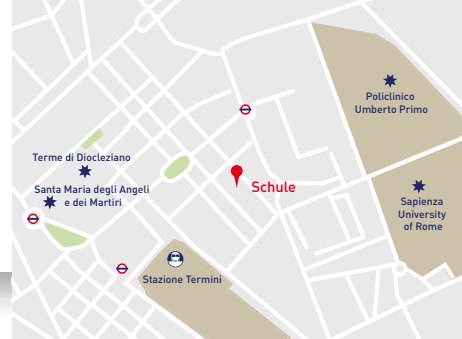 Policlinico
Umberto Primo
Terme di Diocleziano
Santa Maria degli Angeli
e dei Martiri
Schule
Sapienza
University
of Rome
Stazione Termini